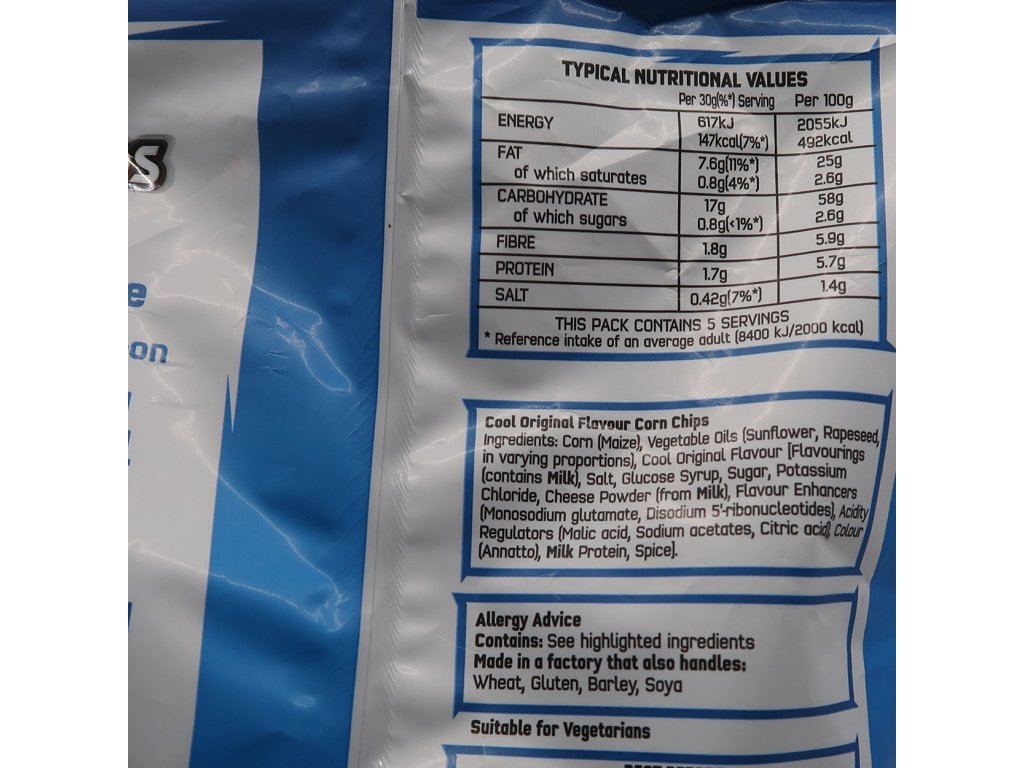 S
e
on
TYPICAL NUTRITIONAL VALUES
Per 30g(%*) Serving Per 100g
ENERGY 617kJ 2055kJ
147kcal(7%*) 492kcal
FAT 7.6g(11%*) 25g
of which saturates 0.8g(4%*) 2.6g
CARBOHYDRATE 17g 58g
of which sugars 0.8g(<1%*) 2.6g
FIBRE 1.8g 5.9g
PROTEIN 1.7g 5.7g
SALT 0.42g(7%*) 1.4g
THIS PACK CONTAINS 5 SERVINGS
* Reference intake of an average adult (8400 kJ/2000 kcal)
Cool Original Flavour Corn Chips
Ingredients: Corn (Maize), Vegetable Oils (Sunflower, Rapeseed,
in varying proportions), Cool Original Flavour [Flavourings
(contains Milk), Salt, Glucose Syrup, Sugar, Potassium
Chloride, Cheese Powder (from Milk), Flavour Enhancers
(Monosodium glutamate, Disodium 5'-ribonucleotides), Acidity
Regulators (Malic acid, Sodium acetates, Citric acid), Colour
(Annatto), Milk Protein, Spice].
Allergy Advice
Contains: See highlighted ingredients
Made in a factory that also handles:
Wheat, Gluten, Barley, Soya
Suitable for Vegetarians